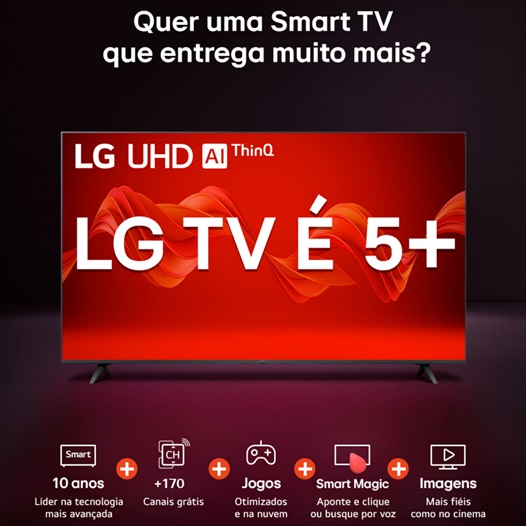 Quer uma Smart TV
que entrega muito mais?
LG UHD AI ThinQ
LG TV É 5+
Smart
10 anos
Líder na tecnologia
mais avançada
+
CH
+170
Canais grátis
+
Jogos
Otimizados
e na nuvem
+
Smart Magic
Aponte e clique
ou busque por voz
+
Imagens
Mais fiéis
como no cinema